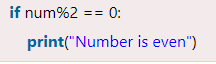 if num%2 == 0:
print("Number is even")